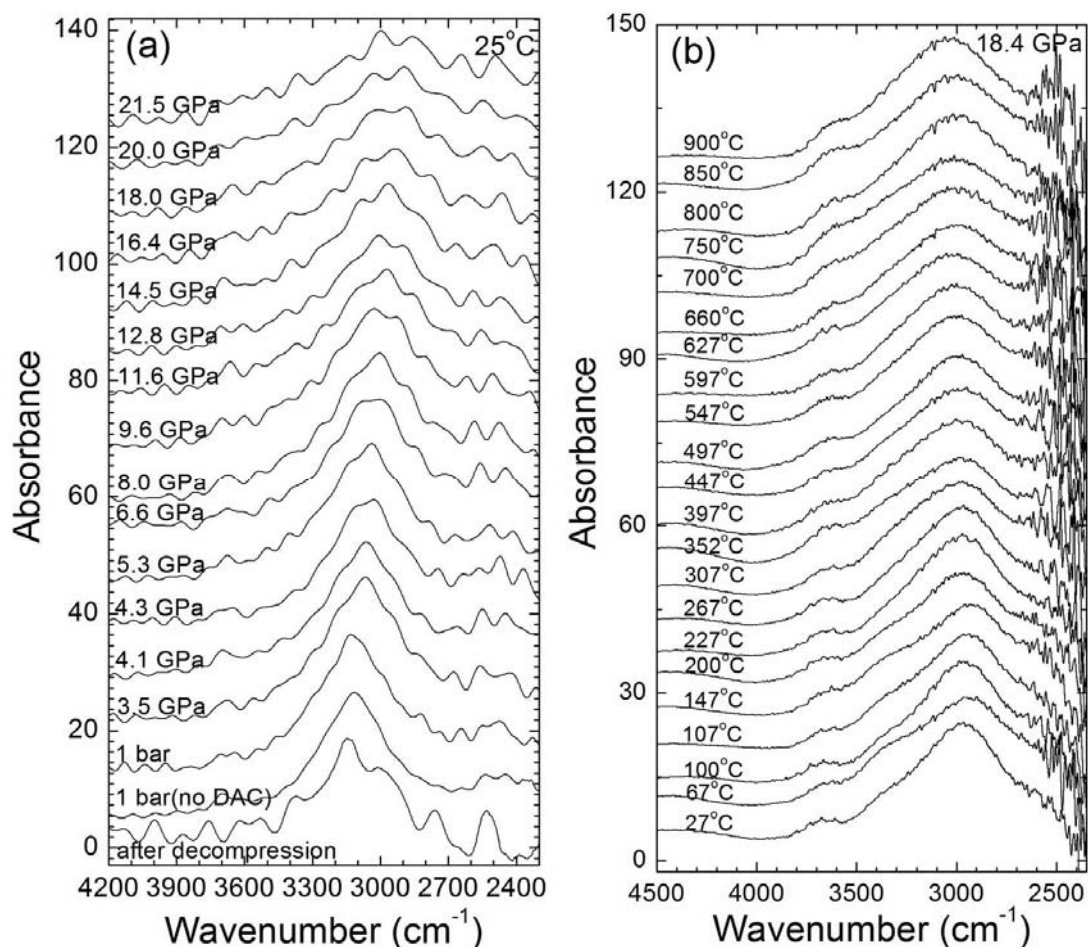 (a)
25°C
140
120
100
80
60
40
20
0
Absorbance
21.5 GPa
20.0 GPa
18.0 GPa
16.4 GPa
14.5 GPa
12.8 GPa
11.6 GPa
9.6 GPa
8.0 GPa
6.6 GPa
5.3 GPa
4.3 GPa
4.1 GPa
3.5 GPa
1 bar
1 bar(no DAC)
after decompression
4200 3900 3600 3300 3000 2700 2400
Wavenumber (cm-1)
(b)
18.4 GPa
150
120
90
60
30
0
Absorbance
900°C
850°C
800°C
750°C
700°C
660°C
627°C
597°C
547°C
497°C
447°C
397°C
352°C
307°C
267°C
227°C
200°C
147°C
107°C
100°C
67°C
27°C
4500 4000 3500 3000 2500
Wavenumber (cm-1)